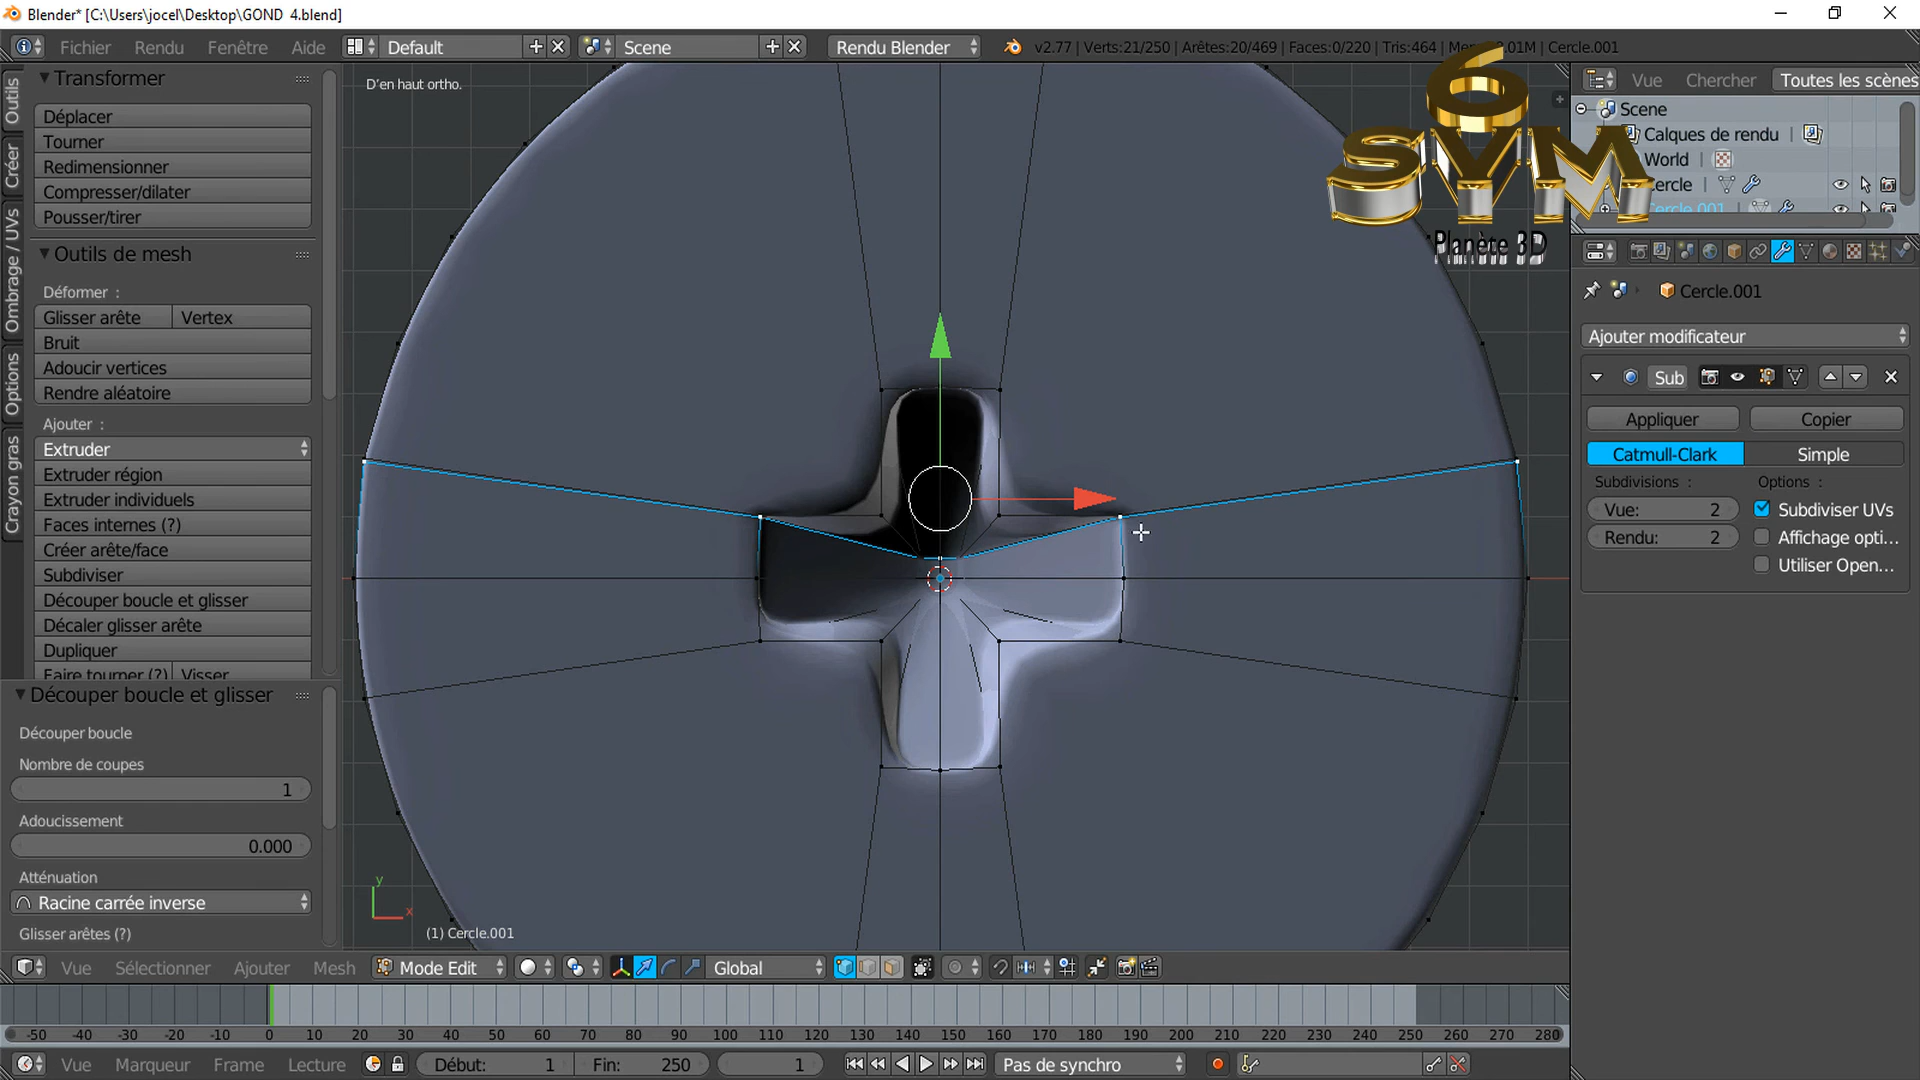 Blender* [C:\Users\jocel\Desktop\GOND  4.blend]
Fichier Rendu Fenêtre Aide Default Scene Rendu Blender v2.77 | Verts:21/250 | Arêtes:20/469 | Faces:0/220 | Tris:464 | | Cercle.001
Outils
Créer
Ombrage / UVs
Options
Crayon gras
Transformer
Déplacer
Tourner
Redimensionner
Compresser/dilater
Pousser/tirer
Outils de mesh
Déformer :
Glisser arête Vertex
Bruit
Adoucir vertices
Rendre aléatoire
Ajouter :
Extruder
Extruder région
Extruder individuels
Faces internes (?)
Créer arête/face
Subdiviser
Découper boucle et glisser
Décaler glisser arête
Dupliquer
Faire tourner (?) Visser
Découper boucle et glisser
Découper boucle
Nombre de coupes
1
Adoucissement
0.000
Atténuation
Racine carrée inverse
Glisser arêtes (?)
D'en haut ortho.
y
x
(1) Cercle.001
6
SYM
Planète 3D
Vue Chercher Toutes les scènes
Scene
Calques de rendu
World
Cercle
Cercle.001
Cercle.001
Ajouter modificateur
Sub
Appliquer Copier
Catmull-Clark Simple
Subdivisions : Options :
Vue: 2 Subdiviser UVs
Rendu: 2 Affichage opti...
Utiliser Open...
Vue Sélectionner Ajouter Mesh Mode Edit Global
-50 -40 -30 -20 -10 0 10 20 30 40 50 60 70 80 90 100 110 120 130 140 150 160 170 180 190 200 210 220 230 240 250 260 270 280
Vue Marqueur Frame Lecture Début: 1 Fin: 250 1 Pas de synchro